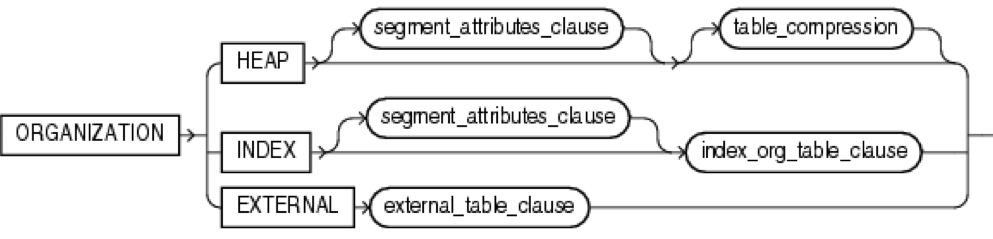 segment_attributes_clause table_compression
HEAP
segment_attributes_clause
ORGANIZATION
INDEX index_org_table_clause
EXTERNAL external_table_clause